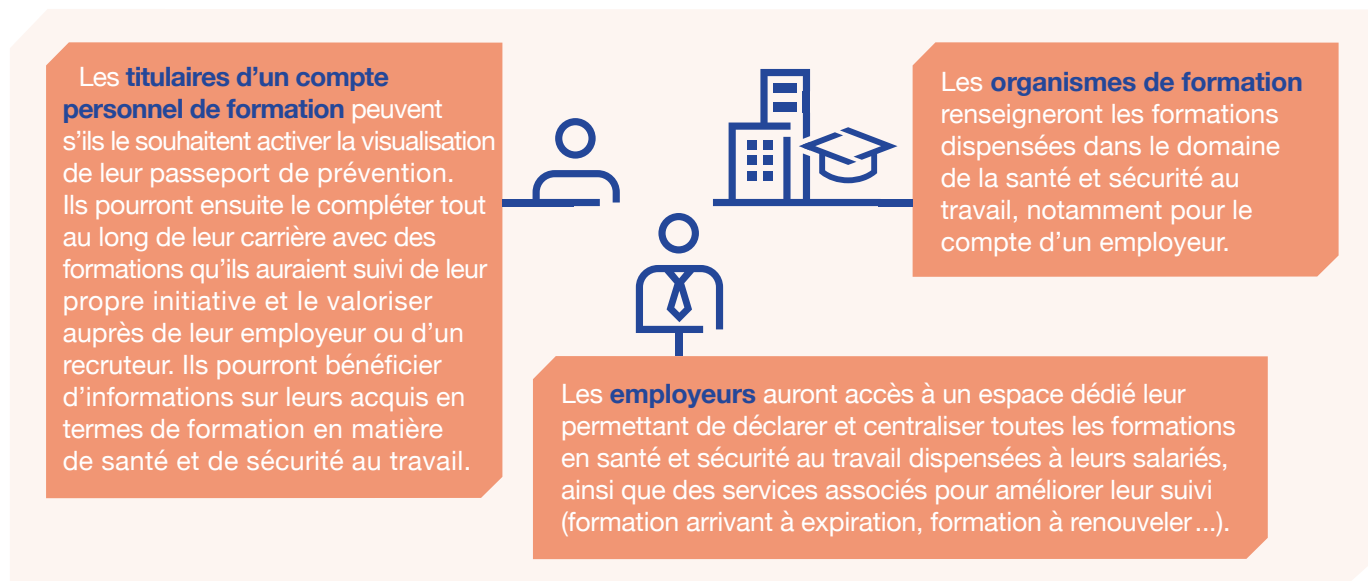 Les titulaires d’un compte
personnel de formation peuvent
s’ils le souhaitent activer la visualisation
de leur passeport de prévention.
Ils pourront ensuite le compléter tout
au long de leur carrière avec des
formations qu’ils auraient suivi de leur
propre initiative et le valoriser
auprès de leur employeur ou d’un
recruteur. Ils pourront bénéficier
d’informations sur leurs acquis en
termes de formation en matière
de santé et de sécurité au travail.
Les organismes de formation
renseigneront les formations
dispensées dans le domaine
de la santé et sécurité au
travail, notamment pour le
compte d’un employeur.
Les employeurs auront accès à un espace dédié leur
permettant de déclarer et centraliser toutes les formations
en santé et sécurité au travail dispensées à leurs salariés,
ainsi que des services associés pour améliorer leur suivi
(formation arrivant à expiration, formation à renouveler...).